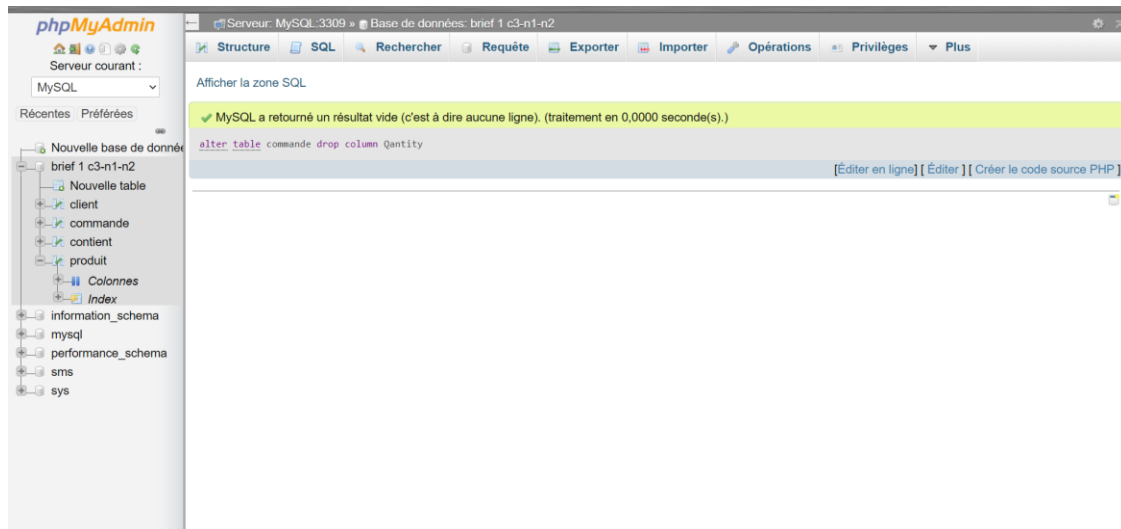 phpMyAdmin
Serveur courant :
MySQL
Récentes Préférées
Nouvelle base de donnée
brief 1 c3-n1-n2
Nouvelle table
client
commande
contient
produit
Colonnes
Index
information_schema
mysql
performance_schema
sms
sys
Serveur: MySQL:3309 » Base de données: brief 1 c3-n1-n2
Structure SQL Rechercher Requête Exporter Importer Opérations Privilèges Plus
Afficher la zone SQL
MySQL a retourné un résultat vide (c'est à dire aucune ligne). (traitement en 0,0000 seconde(s).)
alter table commande drop column Qantity
[Éditer en ligne] [ Éditer ] [ Créer le code source PHP ]